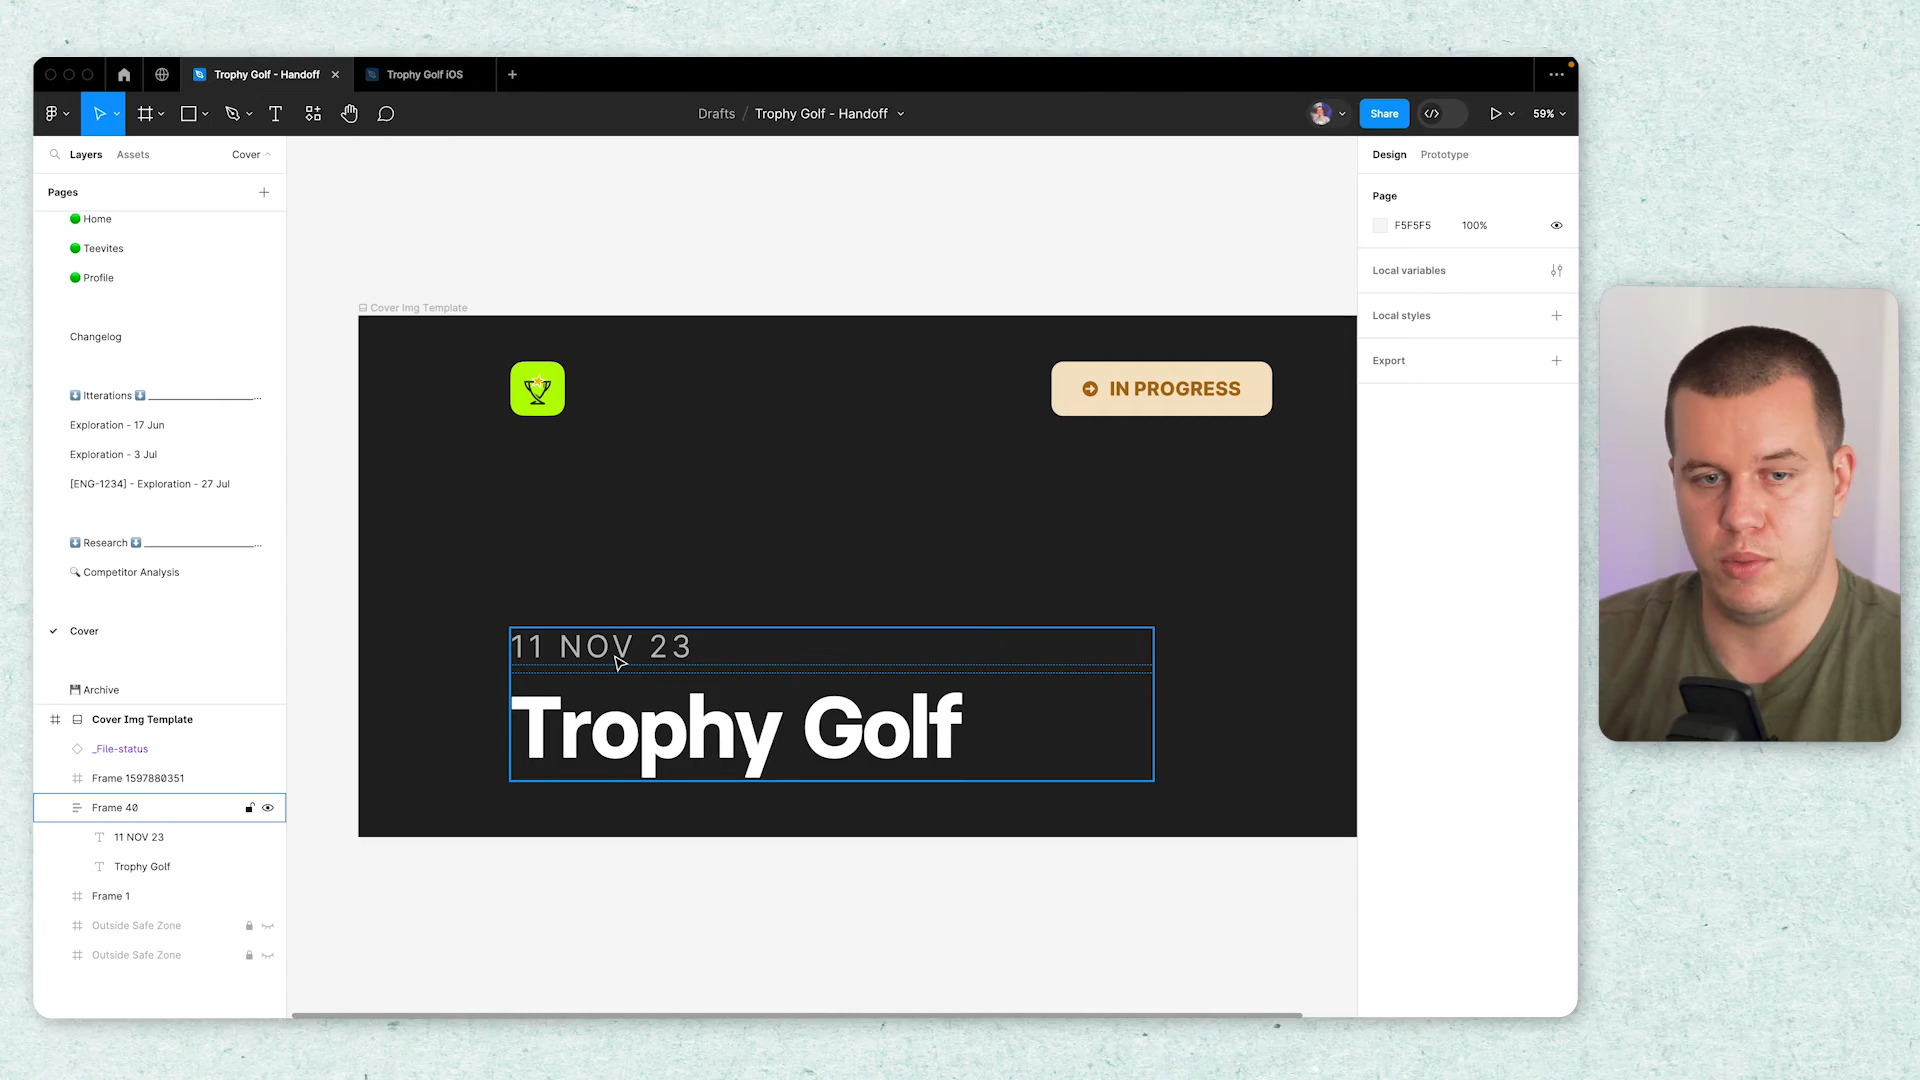 Trophy Golf - Handoff
Trophy Golf iOS
Drafts / Trophy Golf - Handoff
Share
59%
Layers
Assets
Cover
Pages
Home
Teevites
Profile
Changelog
Itterations ____________________...
Exploration - 17 Jun
Exploration - 3 Jul
[ENG-1234] - Exploration - 27 Jul
Research ____________________...
Competitor Analysis
Cover
Archive
Cover Img Template
_File-status
Frame 1597880351
Frame 40
11 NOV 23
Trophy Golf
Frame 1
Outside Safe Zone
Outside Safe Zone
Cover Img Template
IN PROGRESS
11 NOV 23
Trophy Golf
Design
Prototype
Page
F5F5F5
100%
Local variables
Local styles
Export